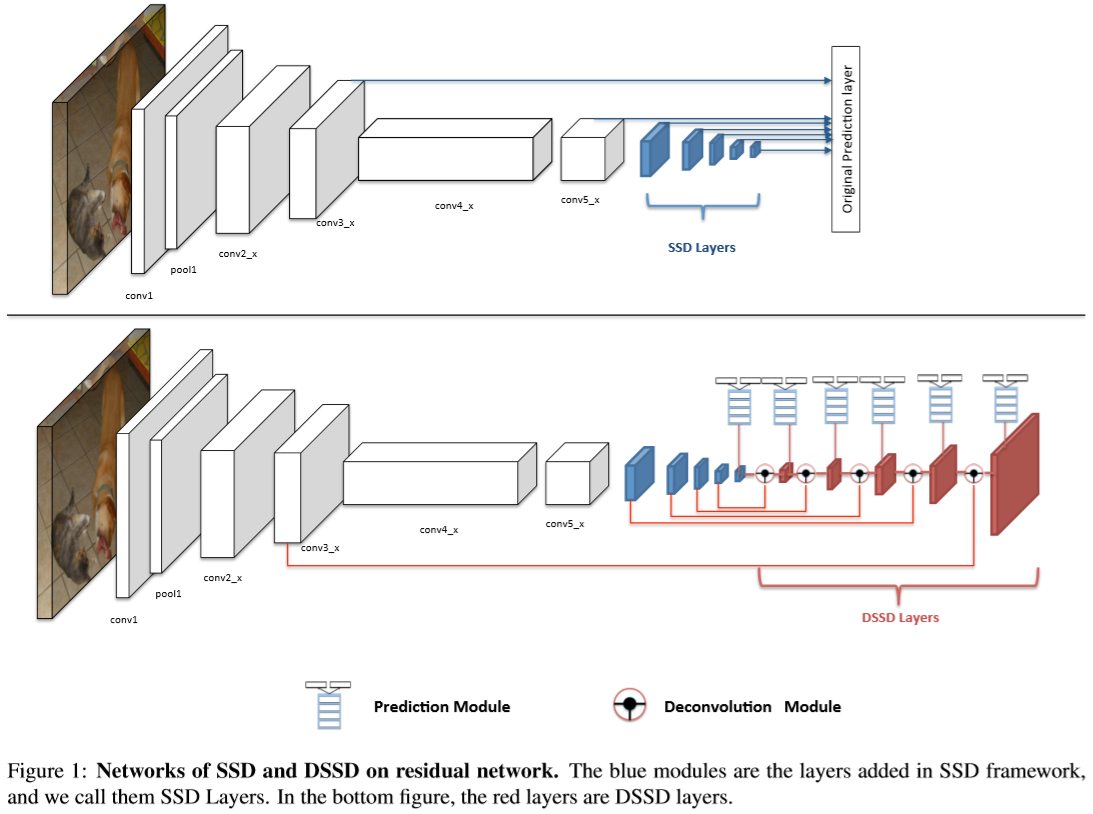 Original Prediction layer
conv4_x
conv5_x
conv3_x
SSD Layers
conv2_x
pool1
conv1
conv4_x
conv5_x
conv3_x
conv2_x
pool1
conv1
DSSD Layers
Prediction Module
Deconvolution Module
Figure 1: Networks of SSD and DSSD on residual network. The blue modules are the layers added in SSD framework,
and we call them SSD Layers. In the bottom figure, the red layers are DSSD layers.